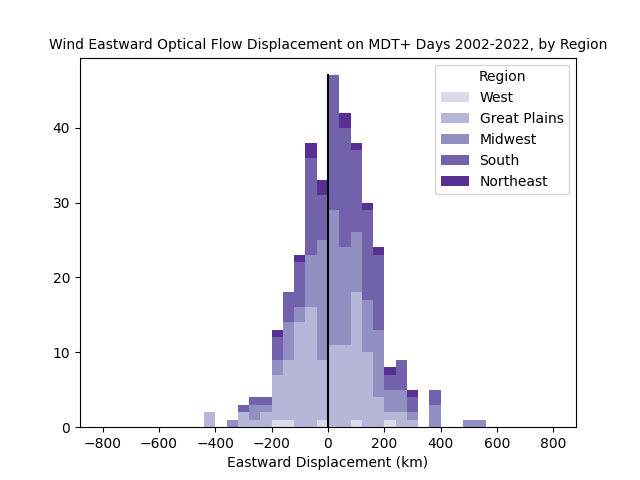 Wind Eastward Optical Flow Displacement on MDT+ Days 2002-2022, by Region
Region
West
Great Plains
Midwest
South
Northeast
40
30
20
10
0
−800 −600 −400 −200 0 200 400 600 800
Eastward Displacement (km)